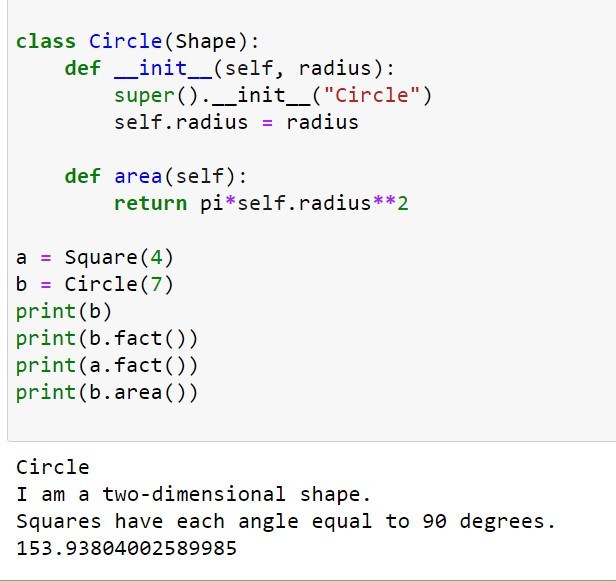 class Circle(Shape):
    def __init__(self, radius):
        super().__init__("Circle")
        self.radius = radius

    def area(self):
        return pi*self.radius**2

a = Square(4)
b = Circle(7)
print(b)
print(b.fact())
print(a.fact())
print(b.area())

Circle
I am a two-dimensional shape.
Squares have each angle equal to 90 degrees.
153.93804002589985